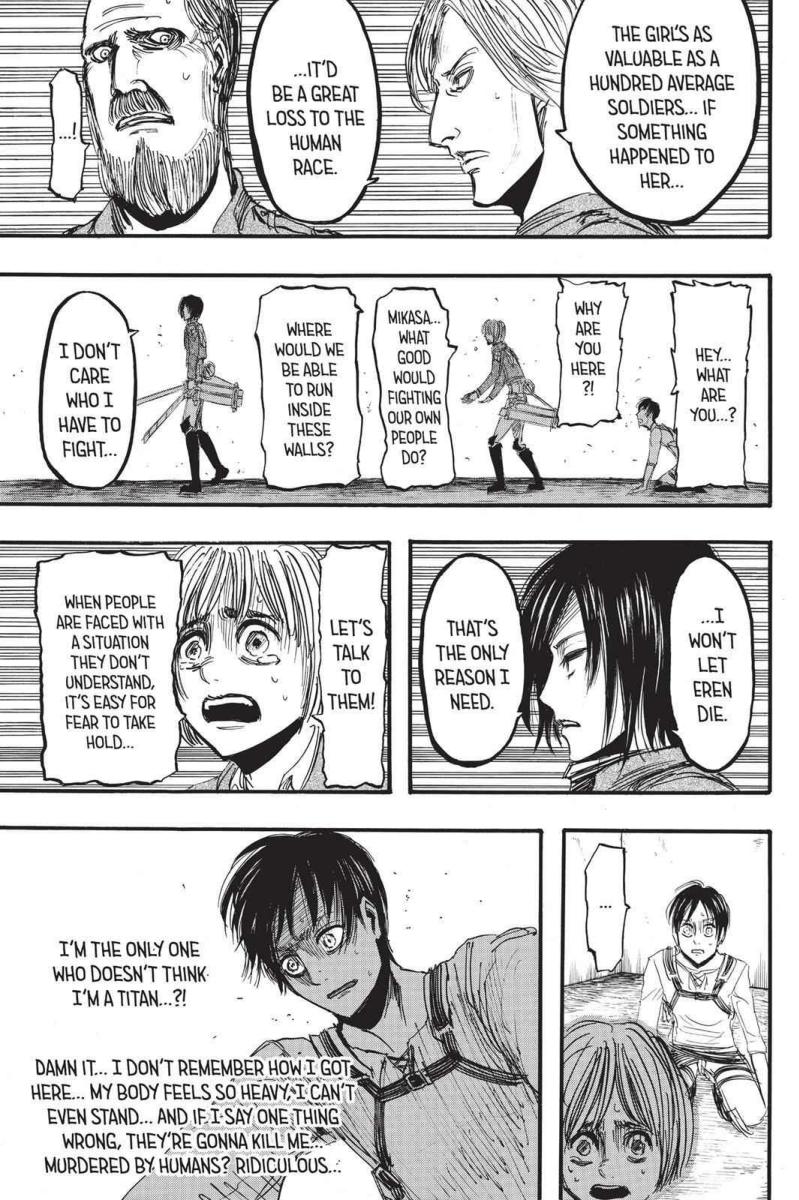 THE GIRL'S AS
VALUABLE AS A
HUNDRED AVERAGE
SOLDIERS... IF
SOMETHING
HAPPENED TO
HER...
...IT'D
BE A GREAT
LOSS TO THE
HUMAN
RACE.
...!
HEY...
WHAT
ARE
YOU...?
WHY
ARE
YOU
HERE
?!
MIKASA...
WHAT
GOOD
WOULD
FIGHTING
OUR OWN
PEOPLE
DO?
WHERE
WOULD WE
BE ABLE
TO RUN
INSIDE
THESE
WALLS?
I DON'T
CARE
WHO I
HAVE TO
FIGHT...
...I
WON'T
LET
EREN
DIE.
THAT'S
THE ONLY
REASON I
NEED.
LET'S
TALK
TO
THEM!
WHEN PEOPLE
ARE FACED WITH
A SITUATION
THEY DON'T
UNDERSTAND,
IT'S EASY FOR
FEAR TO TAKE
HOLD...
...
I'M THE ONLY ONE
WHO DOESN'T THINK
I'M A TITAN...?!
DAMN IT... I DON'T REMEMBER HOW I GOT
HERE... MY BODY FEELS SO HEAVY, I CAN'T
EVEN STAND... AND IF I SAY ONE THING
WRONG, THEY'RE GONNA KILL ME...
MURDERED BY HUMANS? RIDICULOUS...